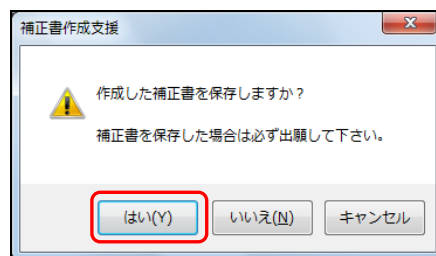 補正書作成支援
作成した補正書を保存しますか？
補正書を保存した場合は必ず出願して下さい。
はい(Y) いいえ(N) キャンセル